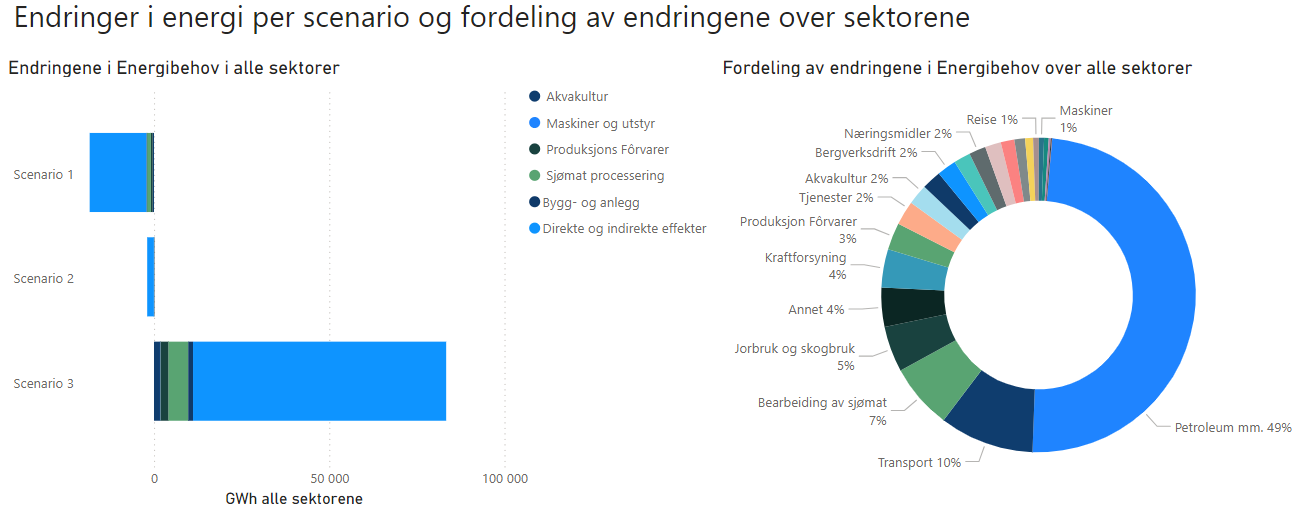 Endringer i energi per scenario og fordeling av endringene over sektorene
Endringene i Energibehov i alle sektorer
Scenario 1
Scenario 2
Scenario 3
0
50 000
100 000
GWh alle sektorene
Akvakultur
Maskiner og utstyr
Produksjons Fôrvarer
Sjømat processering
Bygg- og anlegg
Direkte og indirekte effekter
Fordeling av endringene i Energibehov over alle sektorer
Maskiner
1%
Reise 1%
Næringsmidler 2%
Bergverksdrift 2%
Akvakultur 2%
Tjenester 2%
Produksjon Fôrvarer
3%
Kraftforsyning
4%
Annet 4%
Jorbruk og skogbruk
5%
Bearbeiding av sjømat
7%
Transport 10%
Petroleum mm. 49%